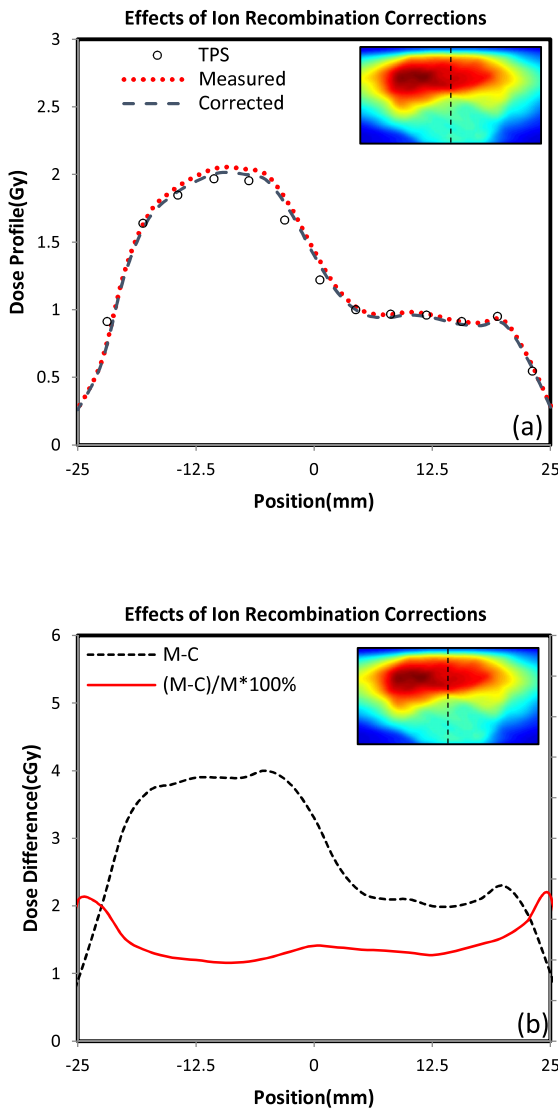 Effects of Ion Recombination Corrections
3
TPS
Measured
Corrected
2.5
2
1.5
1
0.5
0
Dose Profile(Gy)
(a)
-25
-12.5
0
12.5
25
Position(mm)
Effects of Ion Recombination Corrections
6
M-C
(M-C)/M*100%
5
4
3
2
1
0
Dose Difference(cGy)
(b)
-25
-12.5
0
12.5
25
Position(mm)